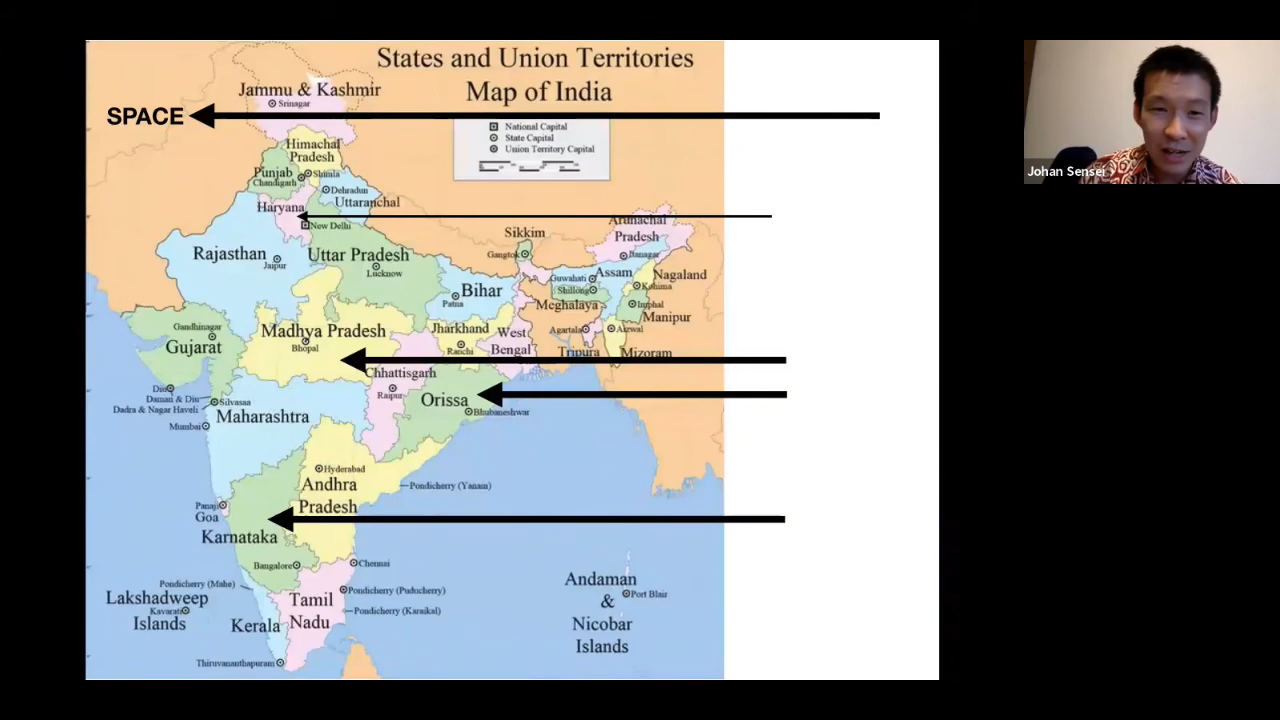 States and Union Territories
Map of India
Jammu & Kashmir
Srinagar
SPACE
National Capital
State Capital
Union Territory Capital
Himachal
Pradesh
Punjab
Shimla
Chandigarh
Dehradun
Uttaranchal
Haryana
New Delhi
Arunachal
Pradesh
Itanagar
Sikkim
Gangtok
Rajasthan
Jaipur
Uttar Pradesh
Lucknow
Assam
Guwahati
Nagaland
Kohima
Shillong
Bihar
Patna
Meghalaya
Imphal
Manipur
Gandhinagar
Gujarat
Madhya Pradesh
Bhopal
Jharkhand
Ranchi
West
Bengal
Agartala
Aizwal
Tripura
Mizoram
Chhattisgarh
Raipur
Orissa
Bhubaneshwar
Diu
Daman & Diu
Dadra & Nagar Haveli
Silvasaa
Maharashtra
Mumbai
Hyderabad
Andhra
Pradesh
Pondicherry (Yanam)
Panaji
Goa
Karnataka
Bangalore
Chennai
Pondicherry (Mahe)
Pondicherry (Puducherry)
Lakshadweep
Kavarati
Islands
Tamil
Nadu
Pondicherry (Karaikal)
Kerala
Thiruvananthapuram
Andaman
&
Nicobar
Islands
Port Blair
Johan Sensei